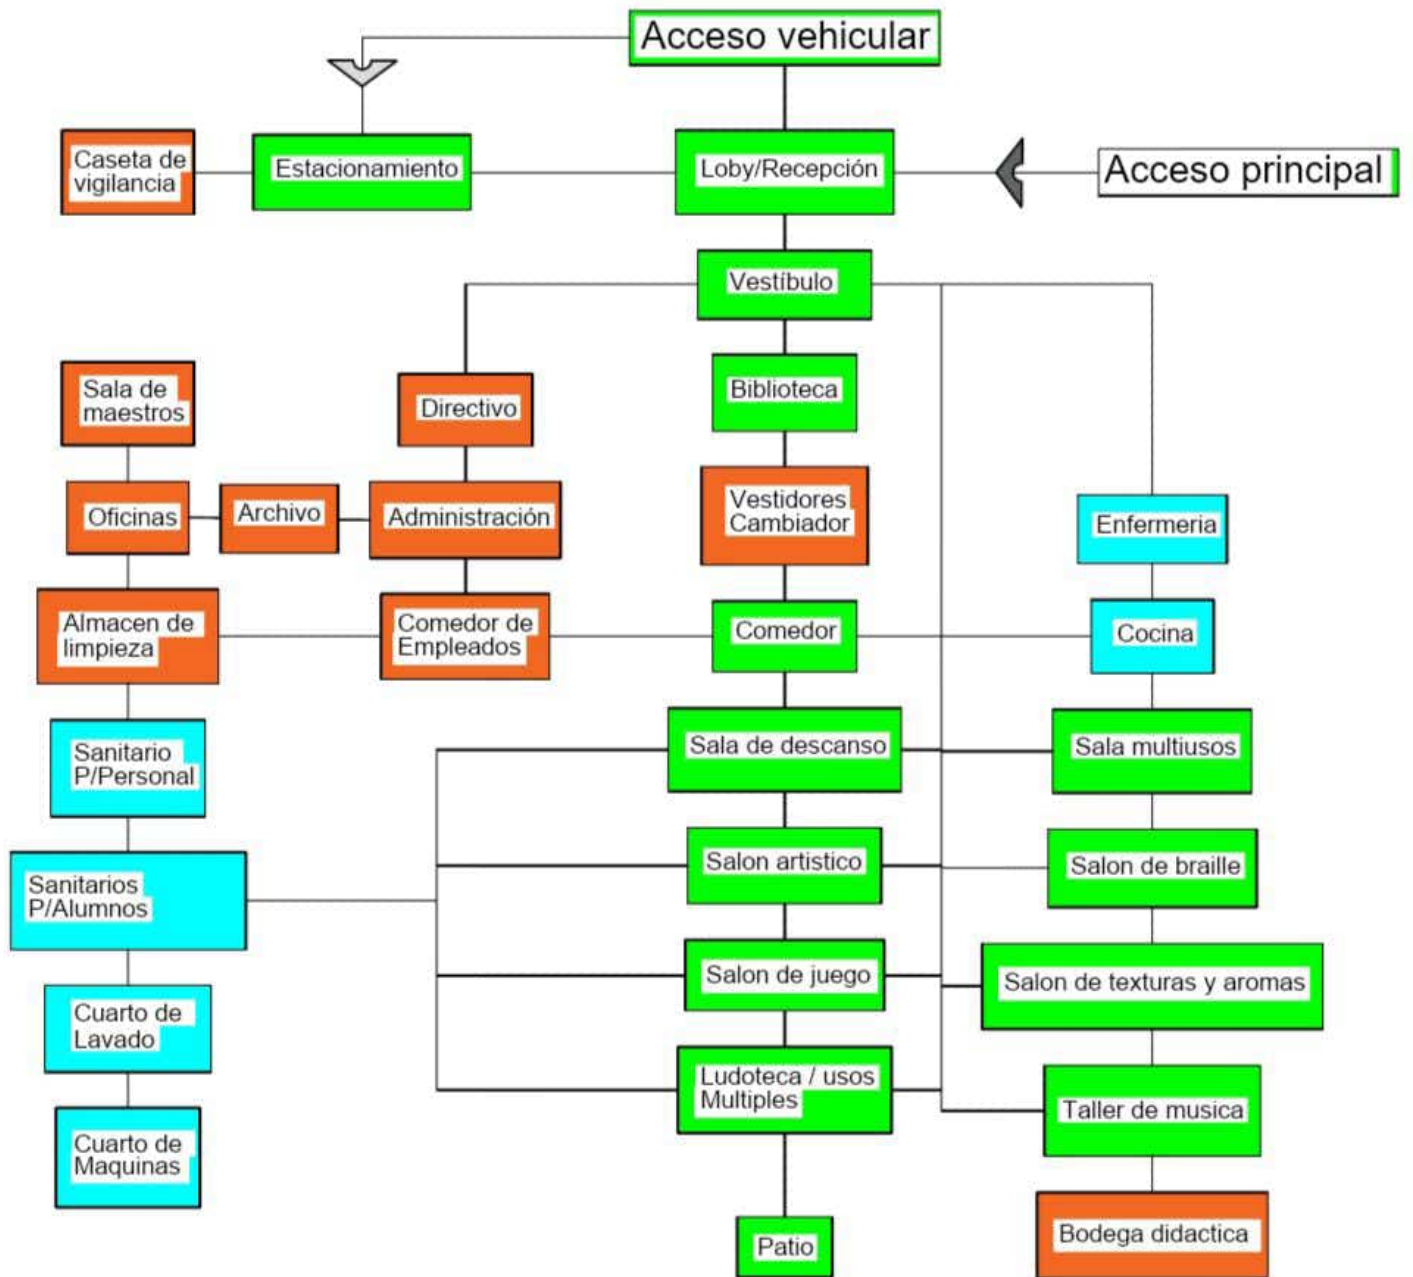 Acceso vehicular
Caseta de
vigilancia
Estacionamiento
Loby/Recepción
Acceso principal
Vestíbulo
Sala de
maestros
Directivo
Biblioteca
Oficinas
Archivo
Administración
Vestidores
Cambiador
Enfermeria
Almacen de
limpieza
Comedor de
Empleados
Comedor
Cocina
Sanitario
P/Personal
Sala de descanso
Sala multiusos
Sanitarios
P/Alumnos
Salon artistico
Salon de braille
Salon de juego
Salon de texturas y aromas
Cuarto de
Lavado
Ludoteca / usos
Multiples
Taller de musica
Cuarto de
Maquinas
Patio
Bodega didactica